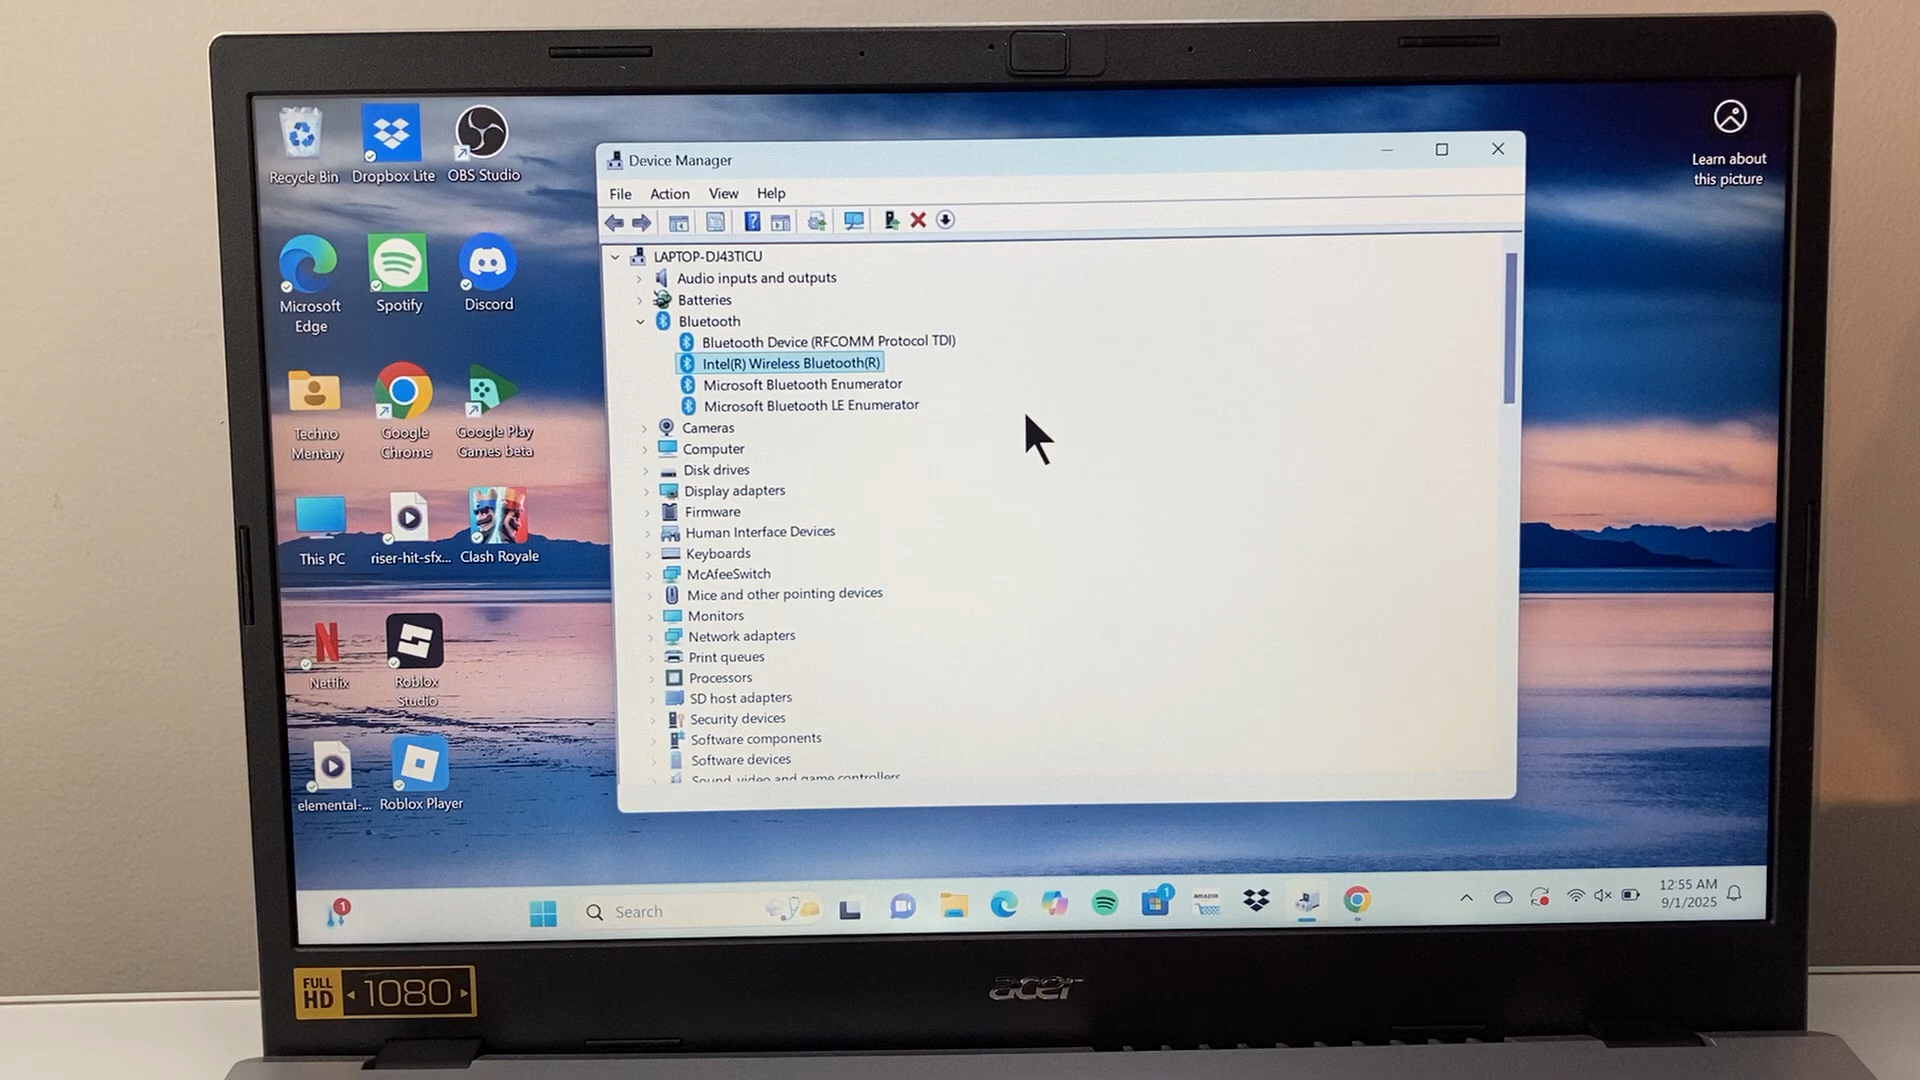 Recycle Bin
Dropbox Lite
OBS Studio
Learn about
this picture
Microsoft
Edge
Spotify
Discord
Techno
Mentary
Google
Chrome
Google Play
Games beta
This PC
riser-hit-sfx...
Clash Royale
Netflix
Roblox
Studio
elemental-...
Roblox Player
Device Manager
File Action View Help
LAPTOP-DJ43TICU
Audio inputs and outputs
Batteries
Bluetooth
Bluetooth Device (RFCOMM Protocol TDI)
Intel(R) Wireless Bluetooth(R)
Microsoft Bluetooth Enumerator
Microsoft Bluetooth LE Enumerator
Cameras
Computer
Disk drives
Display adapters
Firmware
Human Interface Devices
Keyboards
McAfeeSwitch
Mice and other pointing devices
Monitors
Network adapters
Print queues
Processors
SD host adapters
Security devices
Software components
Software devices
Sound, video and game controllers
1
Search
1
amazon
12:55 AM
9/1/2025
FULL
HD
1080
acer